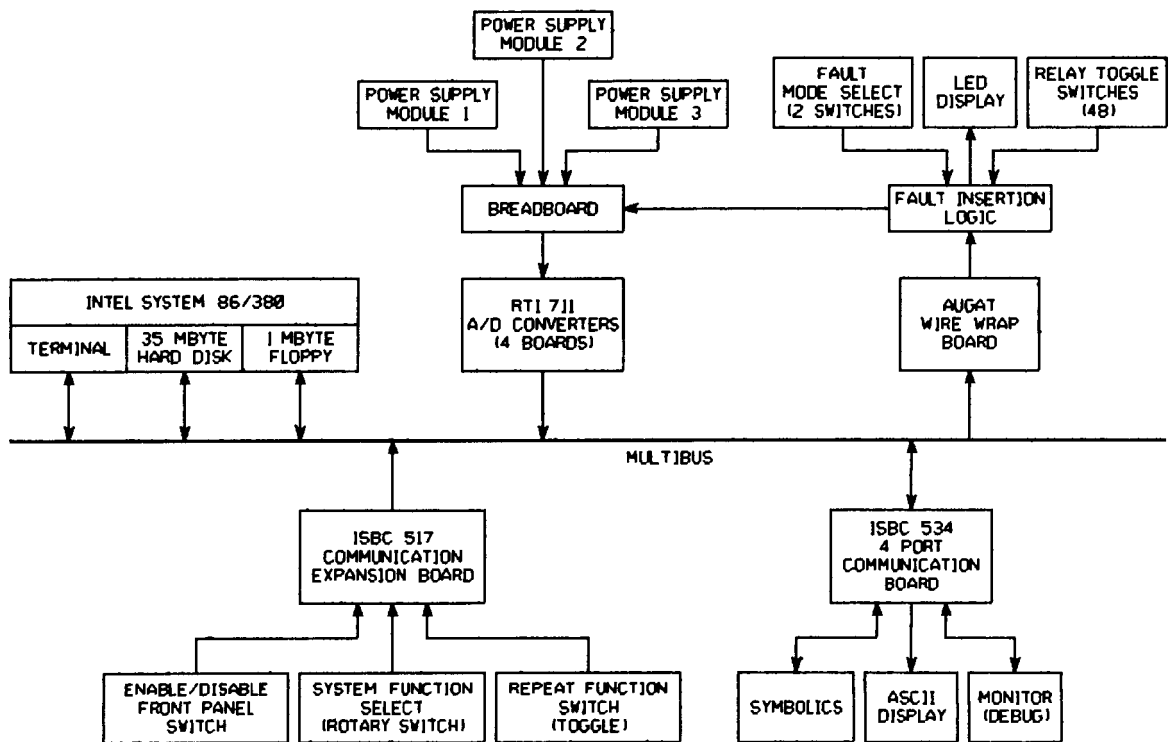 POWER SUPPLY
MODULE 2
POWER SUPPLY
MODULE 1
POWER SUPPLY
MODULE 3
FAULT
MODE SELECT
(2 SWITCHES)
LED
DISPLAY
RELAY TOGGLE
SWITCHES
(48)
BREADBOARD
FAULT INSERTION
LOGIC
INTEL SYSTEM 86/380
TERMINAL
35 MBYTE
HARD DISK
1 MBYTE
FLOPPY
RTI 711
A/D CONVERTERS
(4 BOARDS)
AUGAT
WIRE WRAP
BOARD
MULTIBUS
ISBC 517
COMMUNICATION
EXPANSION BOARD
ISBC 534
4 PORT
COMMUNICATION
BOARD
ENABLE/DISABLE
FRONT PANEL
SWITCH
SYSTEM FUNCTION
SELECT
(ROTARY SWITCH)
REPEAT FUNCTION
SWITCH
(TOGGLE)
SYMBOLICS
ASCII
DISPLAY
MONITOR
(DEBUG)